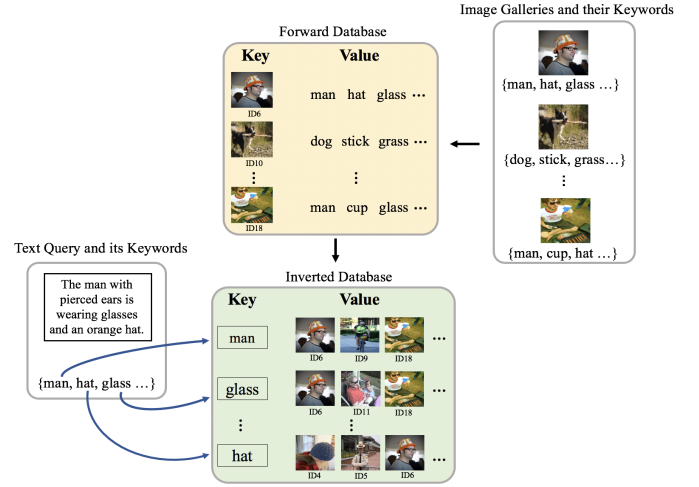 Image Galleries and their Keywords
{man, hat, glass ...}
{dog, stick, grass...}
{man, cup, hat ...}
Forward Database
Key Value
man hat glass ...
ID6
dog stick grass ...
ID10
man cup glass ...
ID18
Text Query and its Keywords
The man with
pierced ears is
wearing glasses
and an orange hat.
{man, hat, glass ...}
Inverted Database
Key Value
man
ID6 ID9 ID18
glass
ID6 ID11 ID18
hat
ID4 ID5 ID6